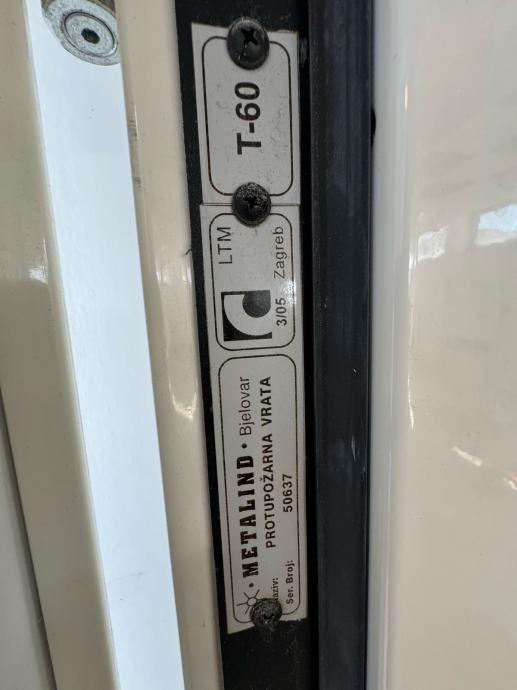 • METALIND • Bjelovar
PROTUPOŽARNA VRATA
Ser. Broj: 50637
LTM
3/05 Zagreb
T-60